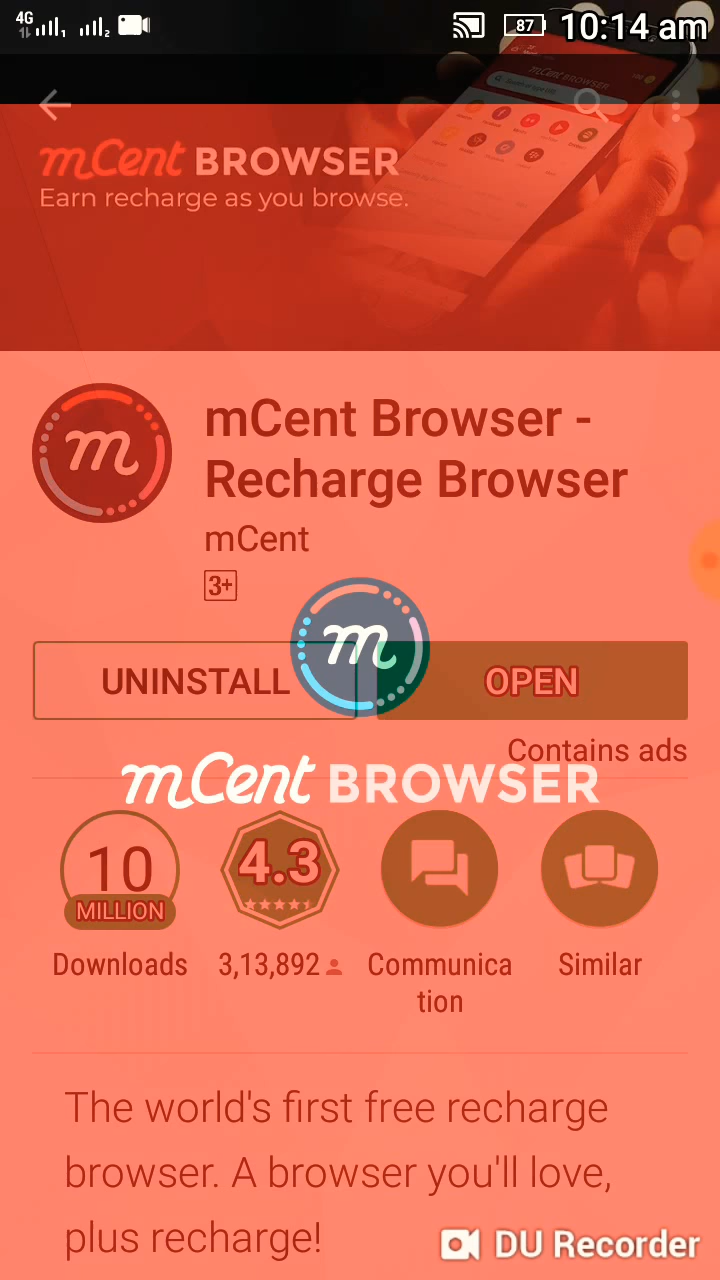 4G
87
10:14 am
mCent BROWSER
Earn recharge as you browse.
m
mCent Browser -
Recharge Browser
mCent
3+
m
UNINSTALL
OPEN
Contains ads
mCent BROWSER
10
MILLION
4.3
Downloads
3,13,892
Communica
tion
Similar
The world's first free recharge
browser. A browser you'll love,
plus recharge!
DU Recorder